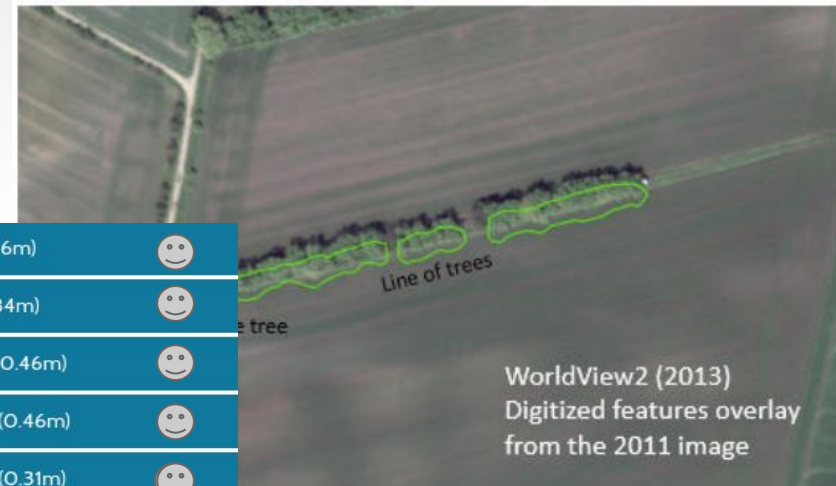 6m)
34m)
0.46m)
(0.46m)
(0.31m)
Line of trees
e tree
WorldView2 (2013)
Digitized features overlay
from the 2011 image